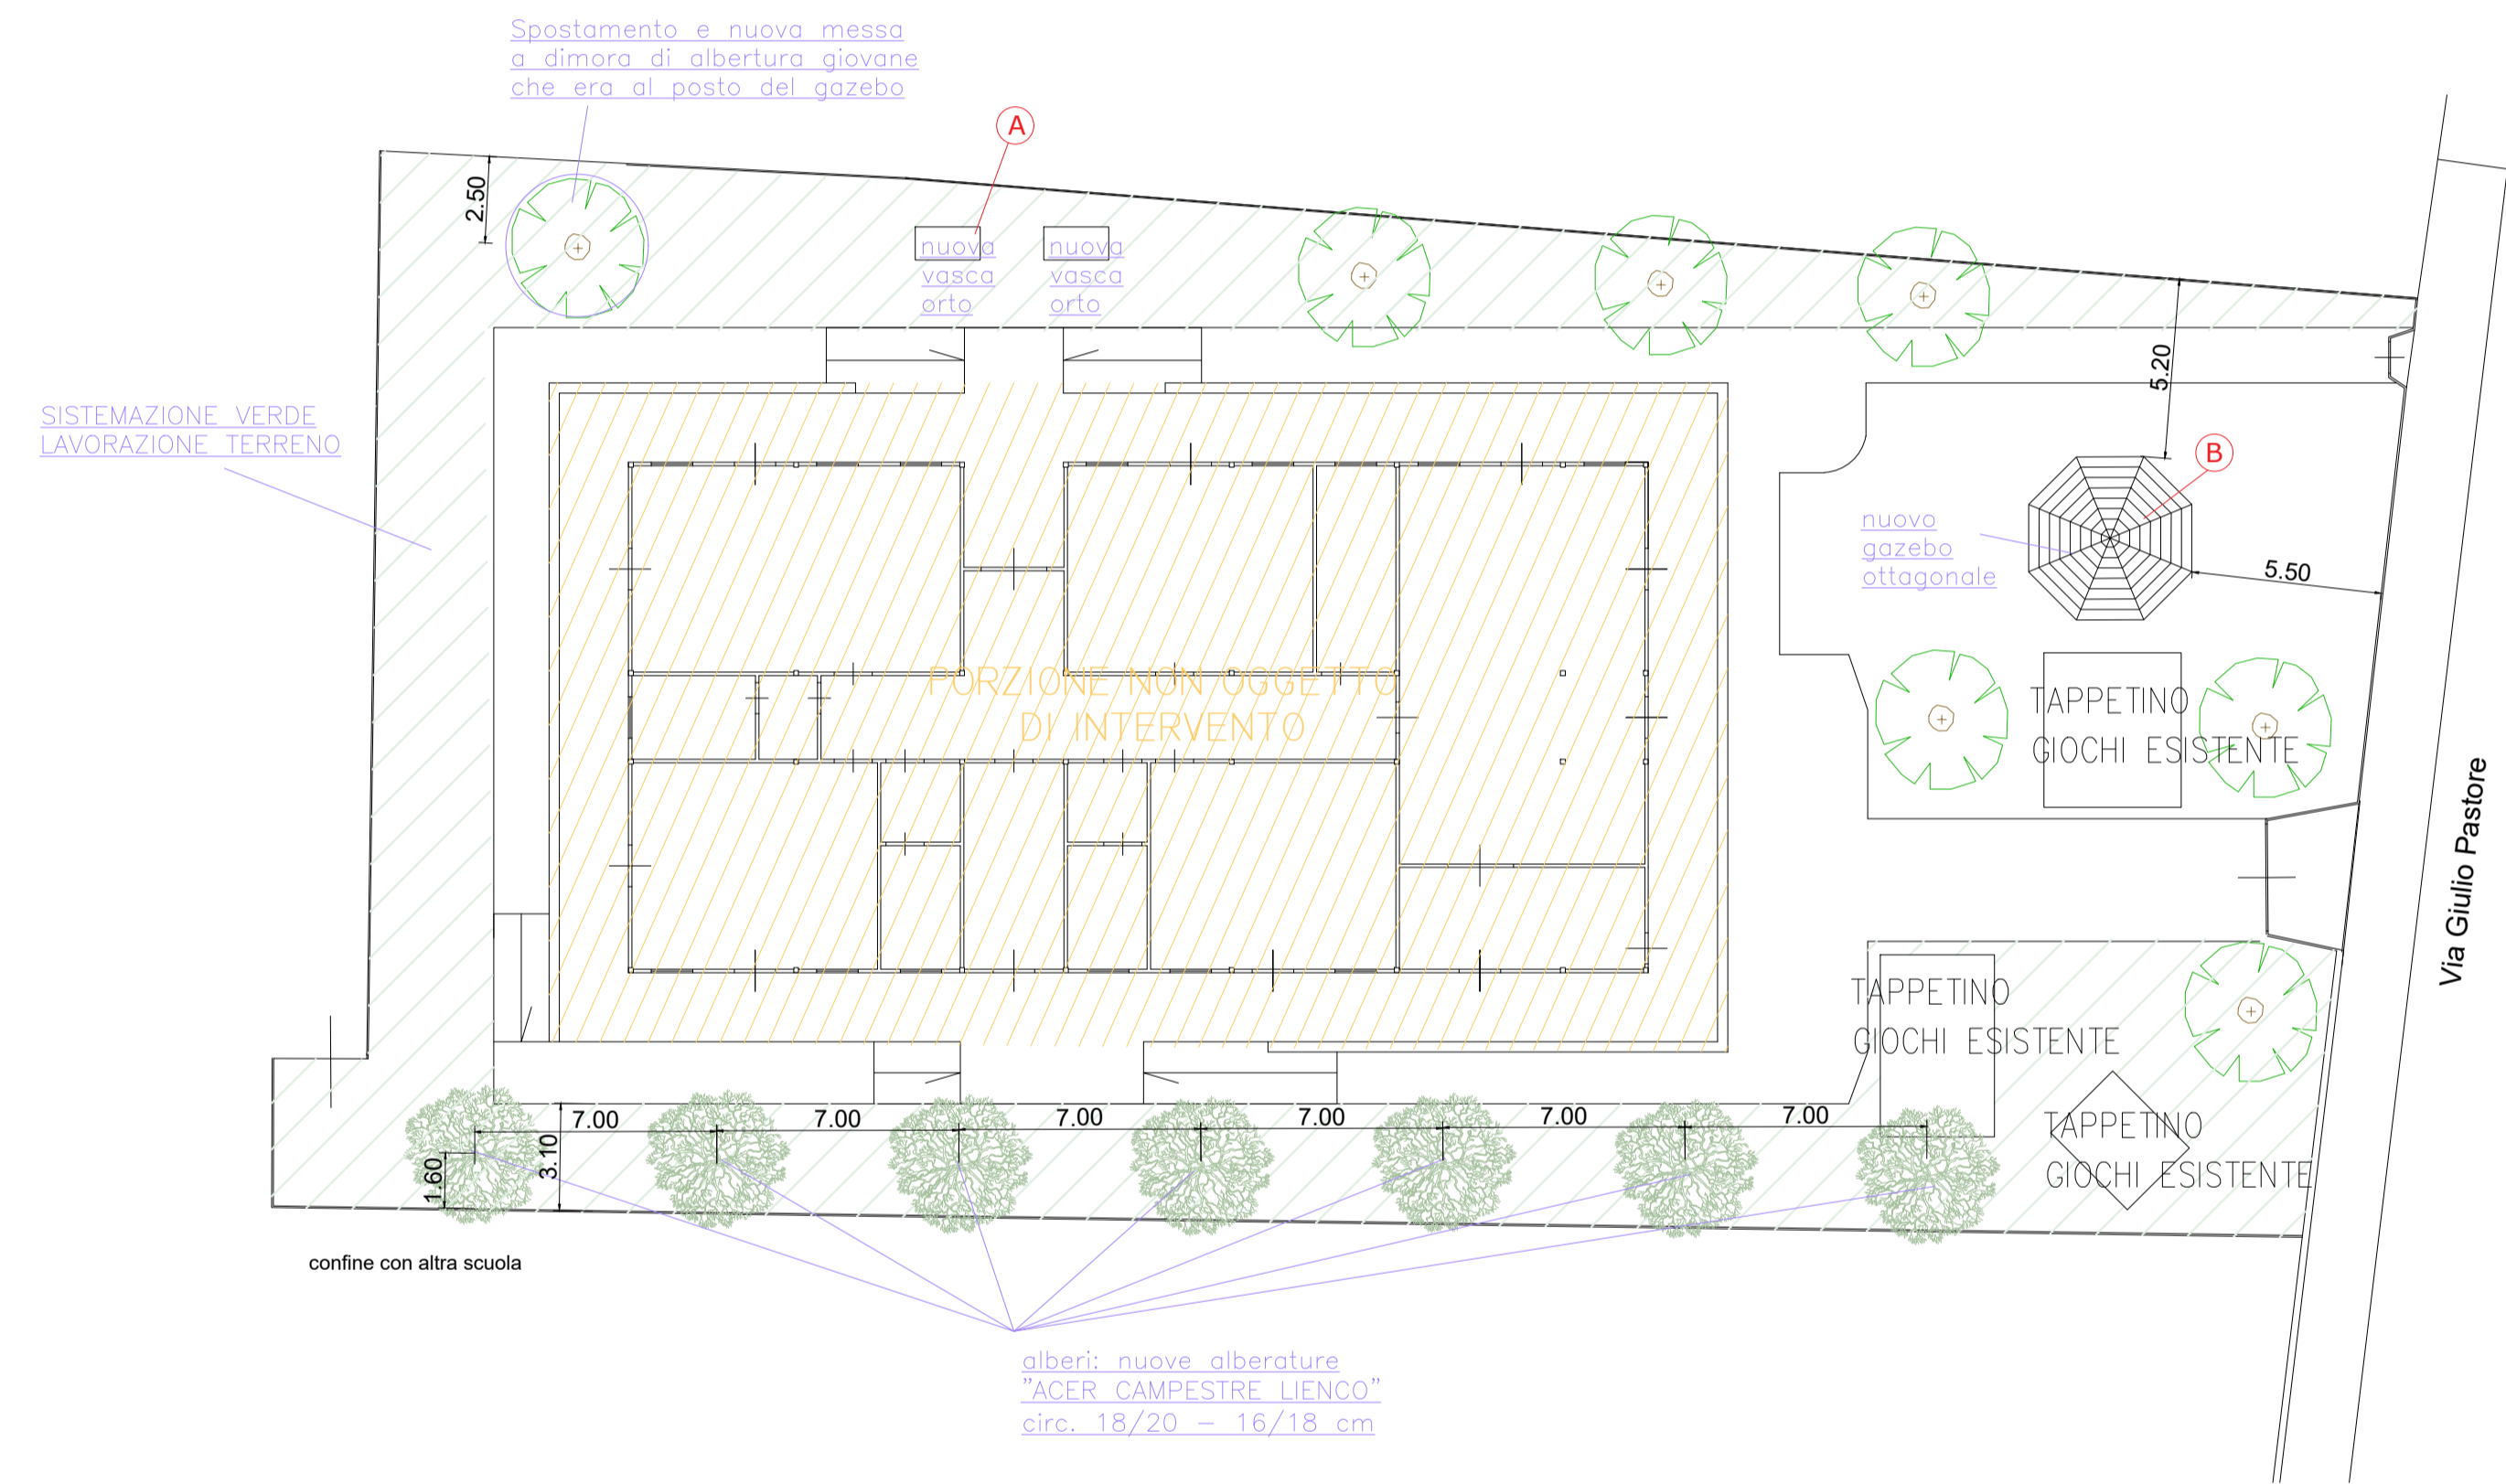 Spostamento e nuova messa
a dimora di albertura giovane
che era al posto del gazebo
A
2.50
nuova
vasca
orto
nuova
vasca
orto
5.20
SISTEMAZIONE VERDE
LAVORAZIONE TERRENO
B
nuovo
gazebo
ottagonale
5.50
PORZIONE NON OGGETTO
DI INTERVENTO
TAPPETINO
GIOCHI ESISTENTE
Via Giulio Pastore
TAPPETINO
GIOCHI ESISTENTE
TAPPETINO
GIOCHI ESISTENTE
7.00
7.00
7.00
7.00
7.00
7.00
3.10
1.60
confine con altra scuola
alberi: nuove alberature
"ACER CAMPESTRE LIENCO"
circ. 18/20 – 16/18 cm